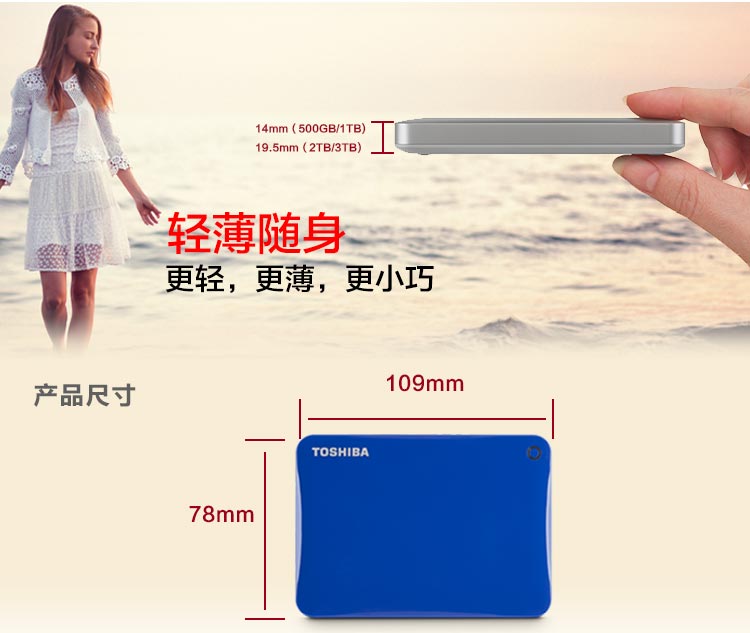 14mm（500GB/1TB）
19.5mm（2TB/3TB）
轻薄随身
更轻，更薄，更小巧
产品尺寸
109mm
TOSHIBA
78mm